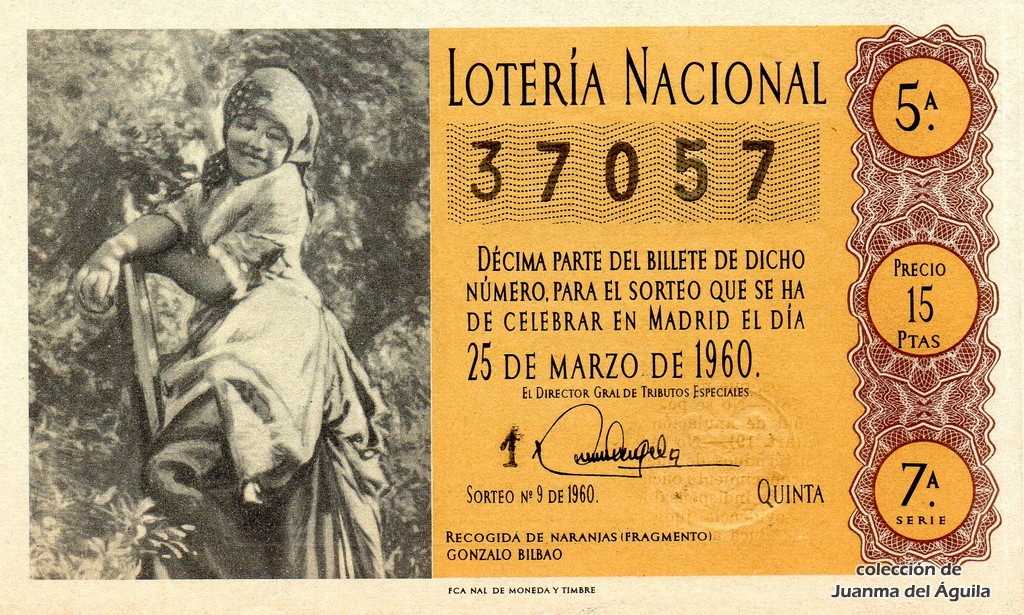 LOTERÍA NACIONAL
5ª.
37057
DÉCIMA PARTE DEL BILLETE DE DICHO
NÚMERO, PARA EL SORTEO QUE SE HA
DE CELEBRAR EN MADRID EL DÍA
25 DE MARZO DE 1960.
PRECIO
15
PTAS
EL DIRECTOR GRAL DE TRIBUTOS ESPECIALES.
1
SORTEO Nº 9 DE 1960.
QUINTA
7ª.
SERIE
RECOGIDA DE NARANJAS (FRAGMENTO)
GONZALO BILBAO
FCA NAL DE MONEDA Y TIMBRE
colección de
Juanma del Águila